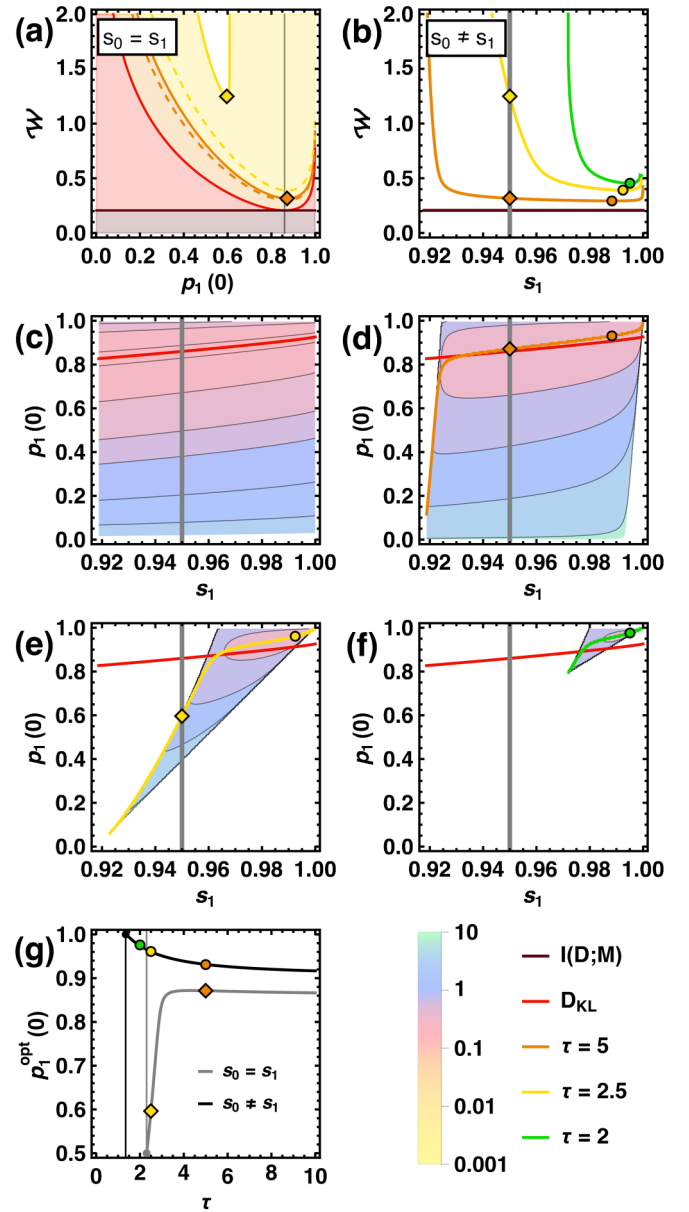 (a)
s₀ = s₁
𝒲
2.0
1.5
1.0
0.5
0.0
0.0 0.2 0.4 0.6 0.8 1.0
p₁(0)
(b)
s₀ ≠ s₁
𝒲
2.0
1.5
1.0
0.5
0.0
0.92 0.94 0.96 0.98 1.00
s₁
(c)
p₁(0)
1.0
0.8
0.6
0.4
0.2
0.0
0.92 0.94 0.96 0.98 1.00
s₁
(d)
p₁(0)
1.0
0.8
0.6
0.4
0.2
0.0
0.92 0.94 0.96 0.98 1.00
s₁
(e)
p₁(0)
1.0
0.8
0.6
0.4
0.2
0.0
0.92 0.94 0.96 0.98 1.00
s₁
(f)
p₁(0)
1.0
0.8
0.6
0.4
0.2
0.0
0.92 0.94 0.96 0.98 1.00
s₁
(g)
p₁ᵒᵖᵗ(0)
1.0
0.9
0.8
0.7
0.6
0.5
s₀ = s₁
s₀ ≠ s₁
0 2 4 6 8 10
τ
10
1
0.1
0.01
0.001
I(D;M)
D_KL
τ = 5
τ = 2.5
τ = 2